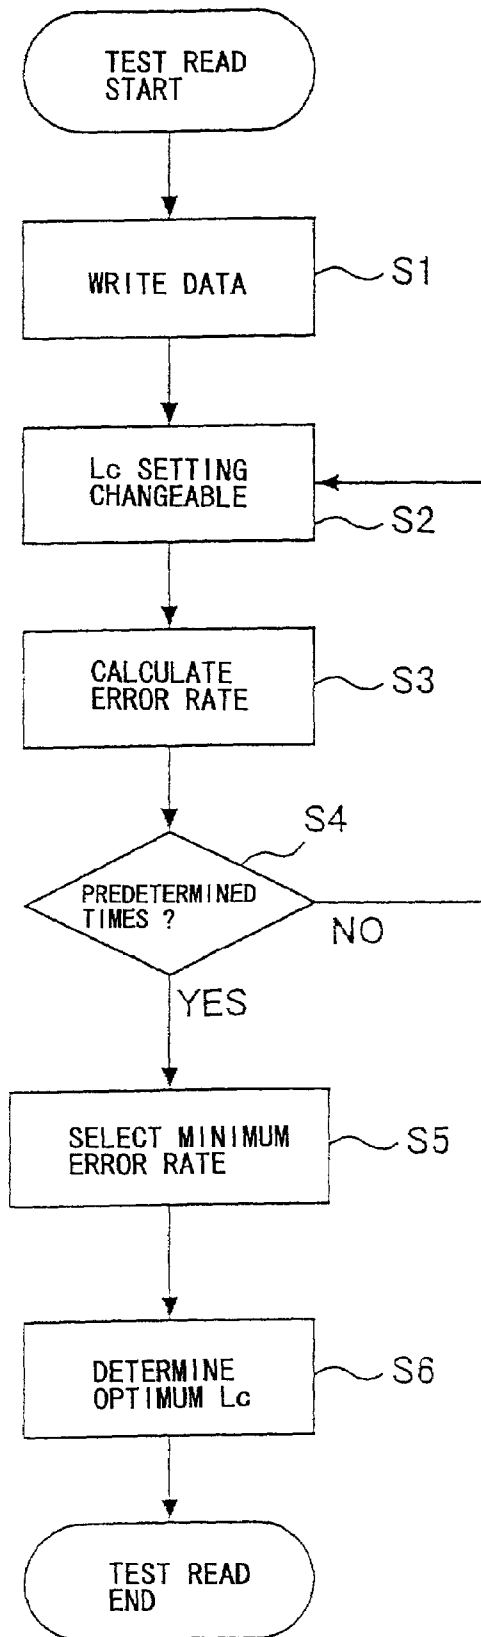 TEST READ
START
WRITE DATA
S1
Lc SETTING
CHANGEABLE
S2
CALCULATE
ERROR RATE
S3
S4
PREDETERMINED
TIMES ?
NO
YES
SELECT MINIMUM
ERROR RATE
S5
DETERMINE
OPTIMUM Lc
S6
TEST READ
END